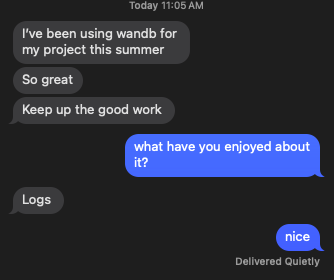 Today 11:05 AM
I've been using wandb for
my project this summer
So great
Keep up the good work
what have you enjoyed about
it?
Logs
nice
Delivered Quietly